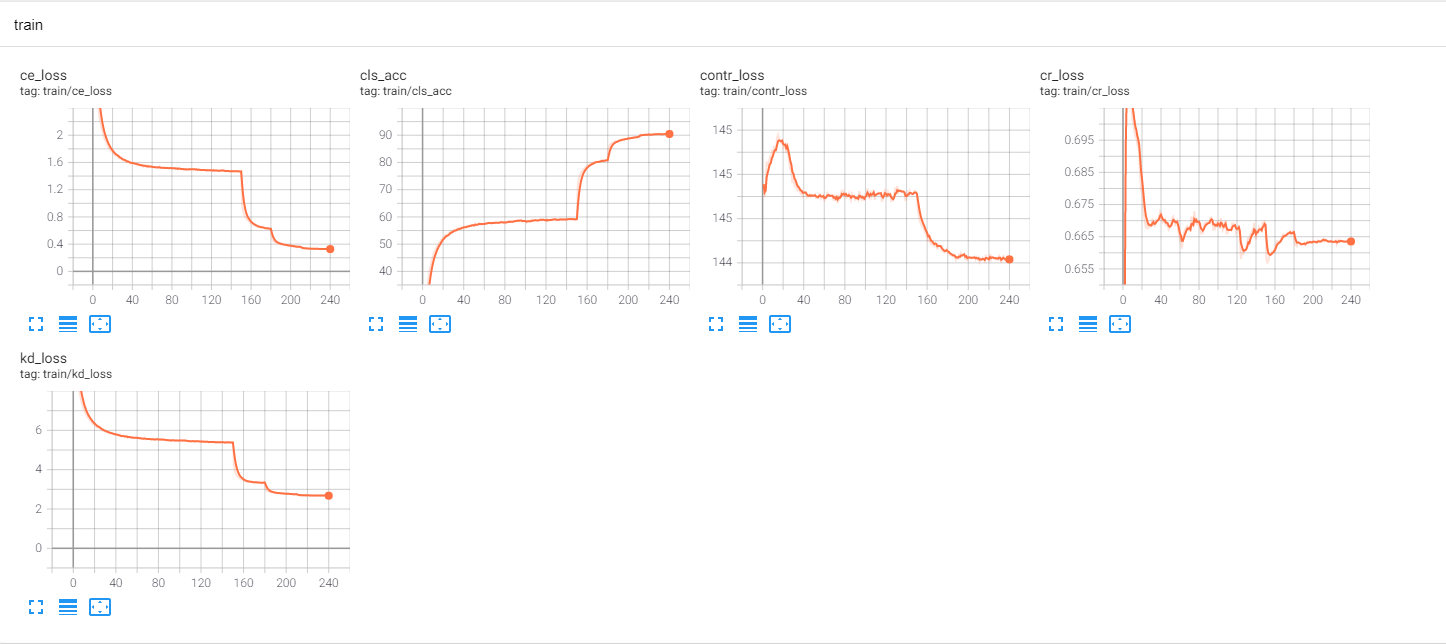 train
ce_loss
tag: train/ce_loss
2
1.6
1.2
0.8
0.4
0
0 40 80 120 160 200 240
cls_acc
tag: train/cls_acc
90
80
70
60
50
40
0 40 80 120 160 200 240
contr_loss
tag: train/contr_loss
145
145
145
144
0 40 80 120 160 200 240
cr_loss
tag: train/cr_loss
0.695
0.685
0.675
0.665
0.655
0 40 80 120 160 200 240
kd_loss
tag: train/kd_loss
6
4
2
0
0 40 80 120 160 200 240